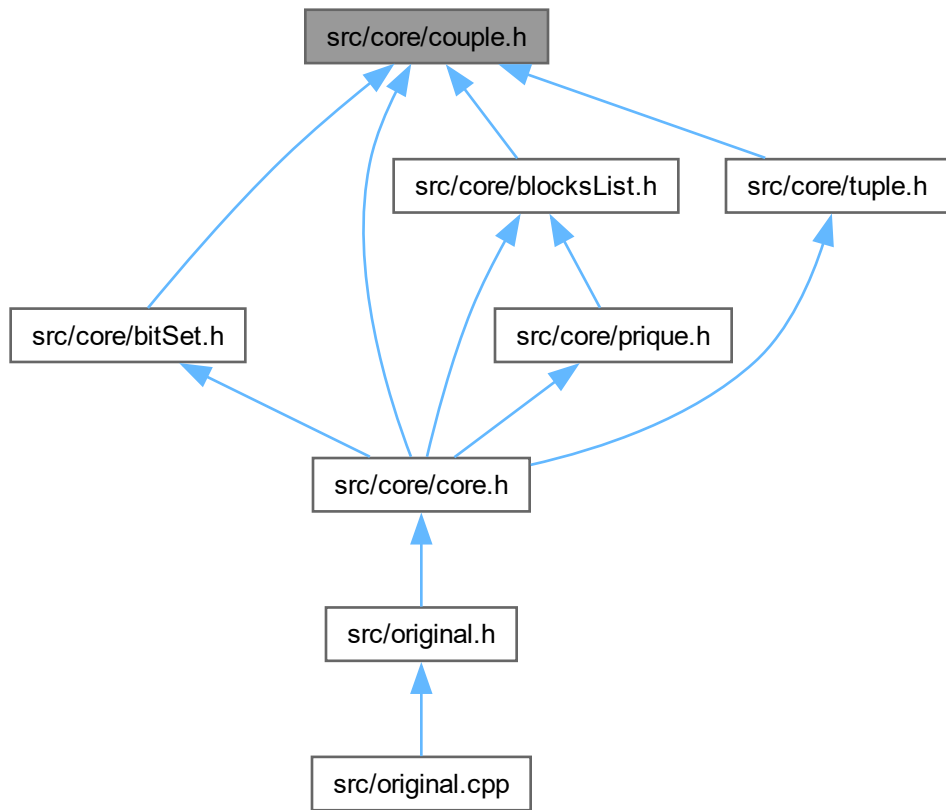 src/core/couple.h
src/core/blocksList.h
src/core/tuple.h
src/core/bitSet.h
src/core/prique.h
src/core/core.h
src/original.h
src/original.cpp